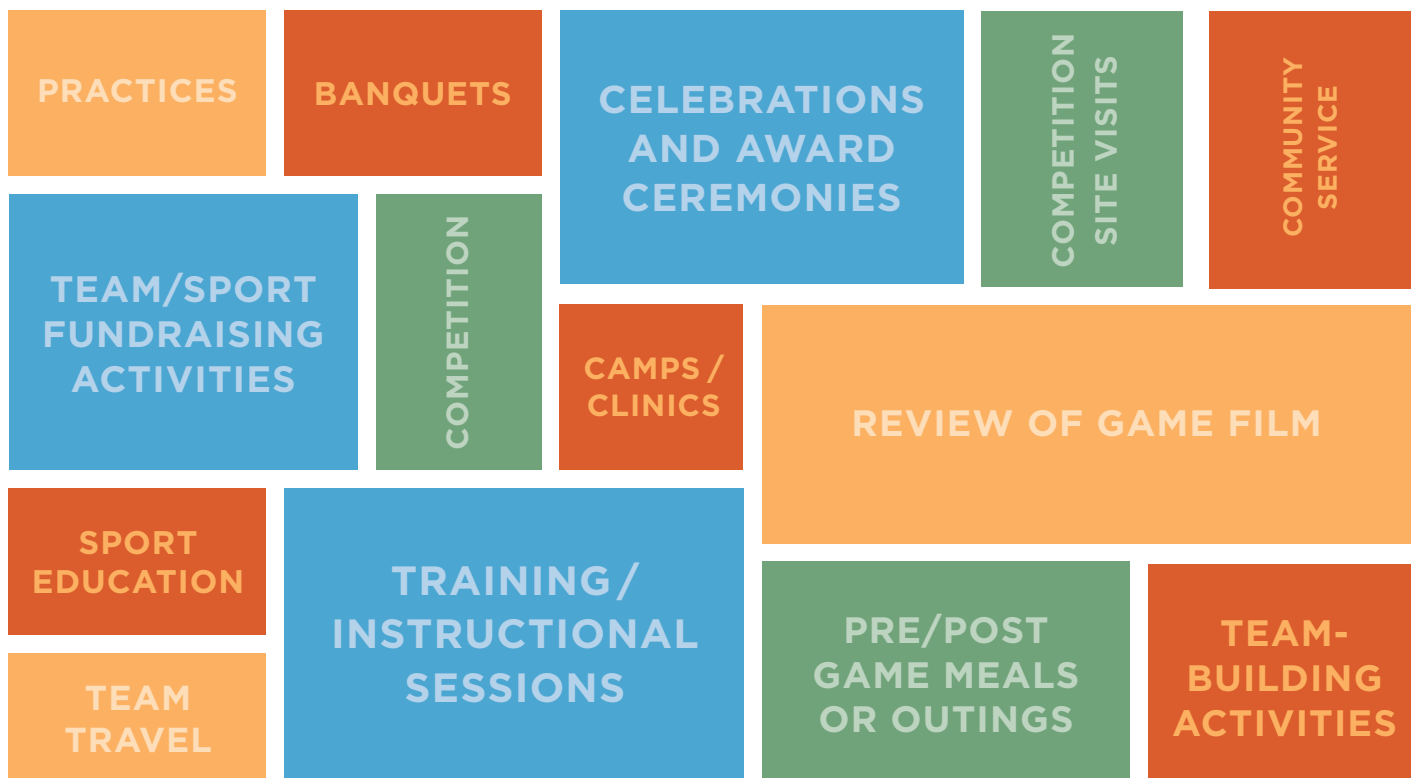 PRACTICES
BANQUETS
CELEBRATIONS
AND AWARD
CEREMONIES
COMPETITION
SITE VISITS
COMMUNITY
SERVICE
TEAM/SPORT
FUNDRAISING
ACTIVITIES
COMPETITION
CAMPS /
CLINICS
REVIEW OF GAME FILM
SPORT
EDUCATION
TRAINING /
INSTRUCTIONAL
SESSIONS
PRE/POST
GAME MEALS
OR OUTINGS
TEAM-
BUILDING
ACTIVITIES
TEAM
TRAVEL